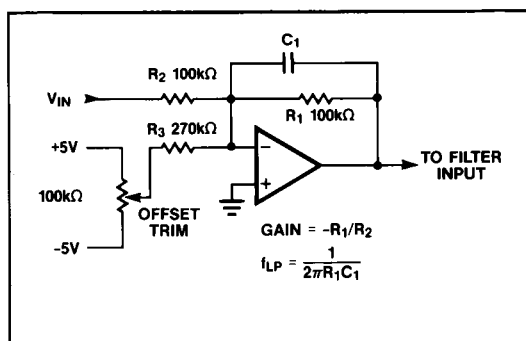 C1
R2 100kΩ
VIN
R1 100kΩ
R3 270kΩ
+5V
−
+
TO FILTER
INPUT
100kΩ
OFFSET
TRIM
−5V
GAIN = −R1/R2
fLP = 1
2πR1C1